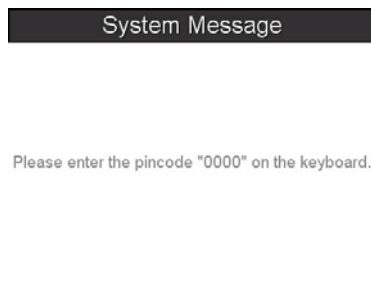 System Message
Please enter the pincode "0000" on the keyboard.